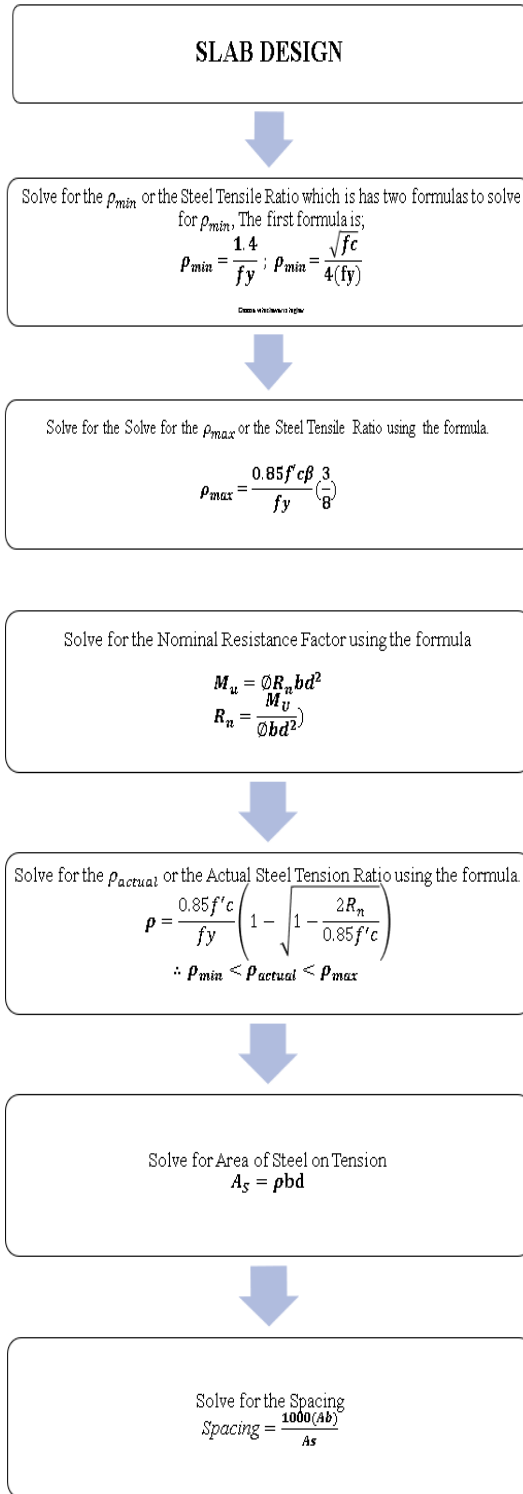 SLAB DESIGN
Solve for the ρmin or the Steel Tensile Ratio which is has two formulas to solve
for ρmin, The first formula is;
ρmin = 1.4/fy ; ρmin = √fc/4(fy)
Choose whichever is higher
Solve for the Solve for the ρmax or the Steel Tensile Ratio using the formula.
ρmax = 0.85f'cβ/fy (3/8)
Solve for the Nominal Resistance Factor using the formula
Mu = ∅Rnbd²
Rn = MU/∅bd²)
Solve for the ρactual or the Actual Steel Tension Ratio using the formula.
ρ = 0.85f'c/fy (1 − √(1 − 2Rn/0.85f'c))
∴ ρmin < ρactual < ρmax
Solve for Area of Steel on Tension
AS = ρbd
Solve for the Spacing
Spacing = 1000(Ab)/As